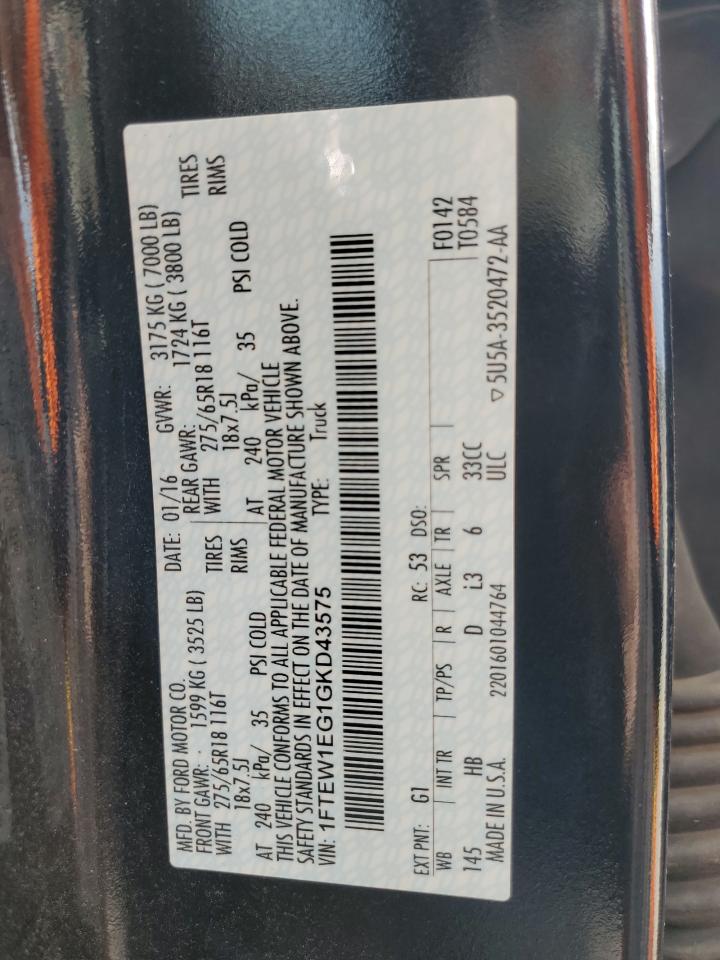 MFD. BY FORD MOTOR CO. DATE: 01/16 GVWR: 3175 KG ( 7000 LB)
FRONT GAWR: 1599 KG ( 3525 LB) REAR GAWR: 1724 KG ( 3800 LB)
WITH 275/65R18 116T TIRES WITH 275/65R18 116T TIRES
18x7.5J RIMS 18x7.5J RIMS
AT 240 kPa/ 35 PSI COLD AT 240 kPa/ 35 PSI COLD
THIS VEHICLE CONFORMS TO ALL APPLICABLE FEDERAL MOTOR VEHICLE
SAFETY STANDARDS IN EFFECT ON THE DATE OF MANUFACTURE SHOWN ABOVE.
VIN: 1FTEW1EG1GKD43575 TYPE: Truck
EXT PNT: G1 RC: 53 DSO: F0142
WB INT TR TP/PS R AXLE TR SPR T0584
145 HB D i3 6 33CC
MADE IN U.S.A. 2201601044764 ULC ▽ 5U5A-3520472-AA